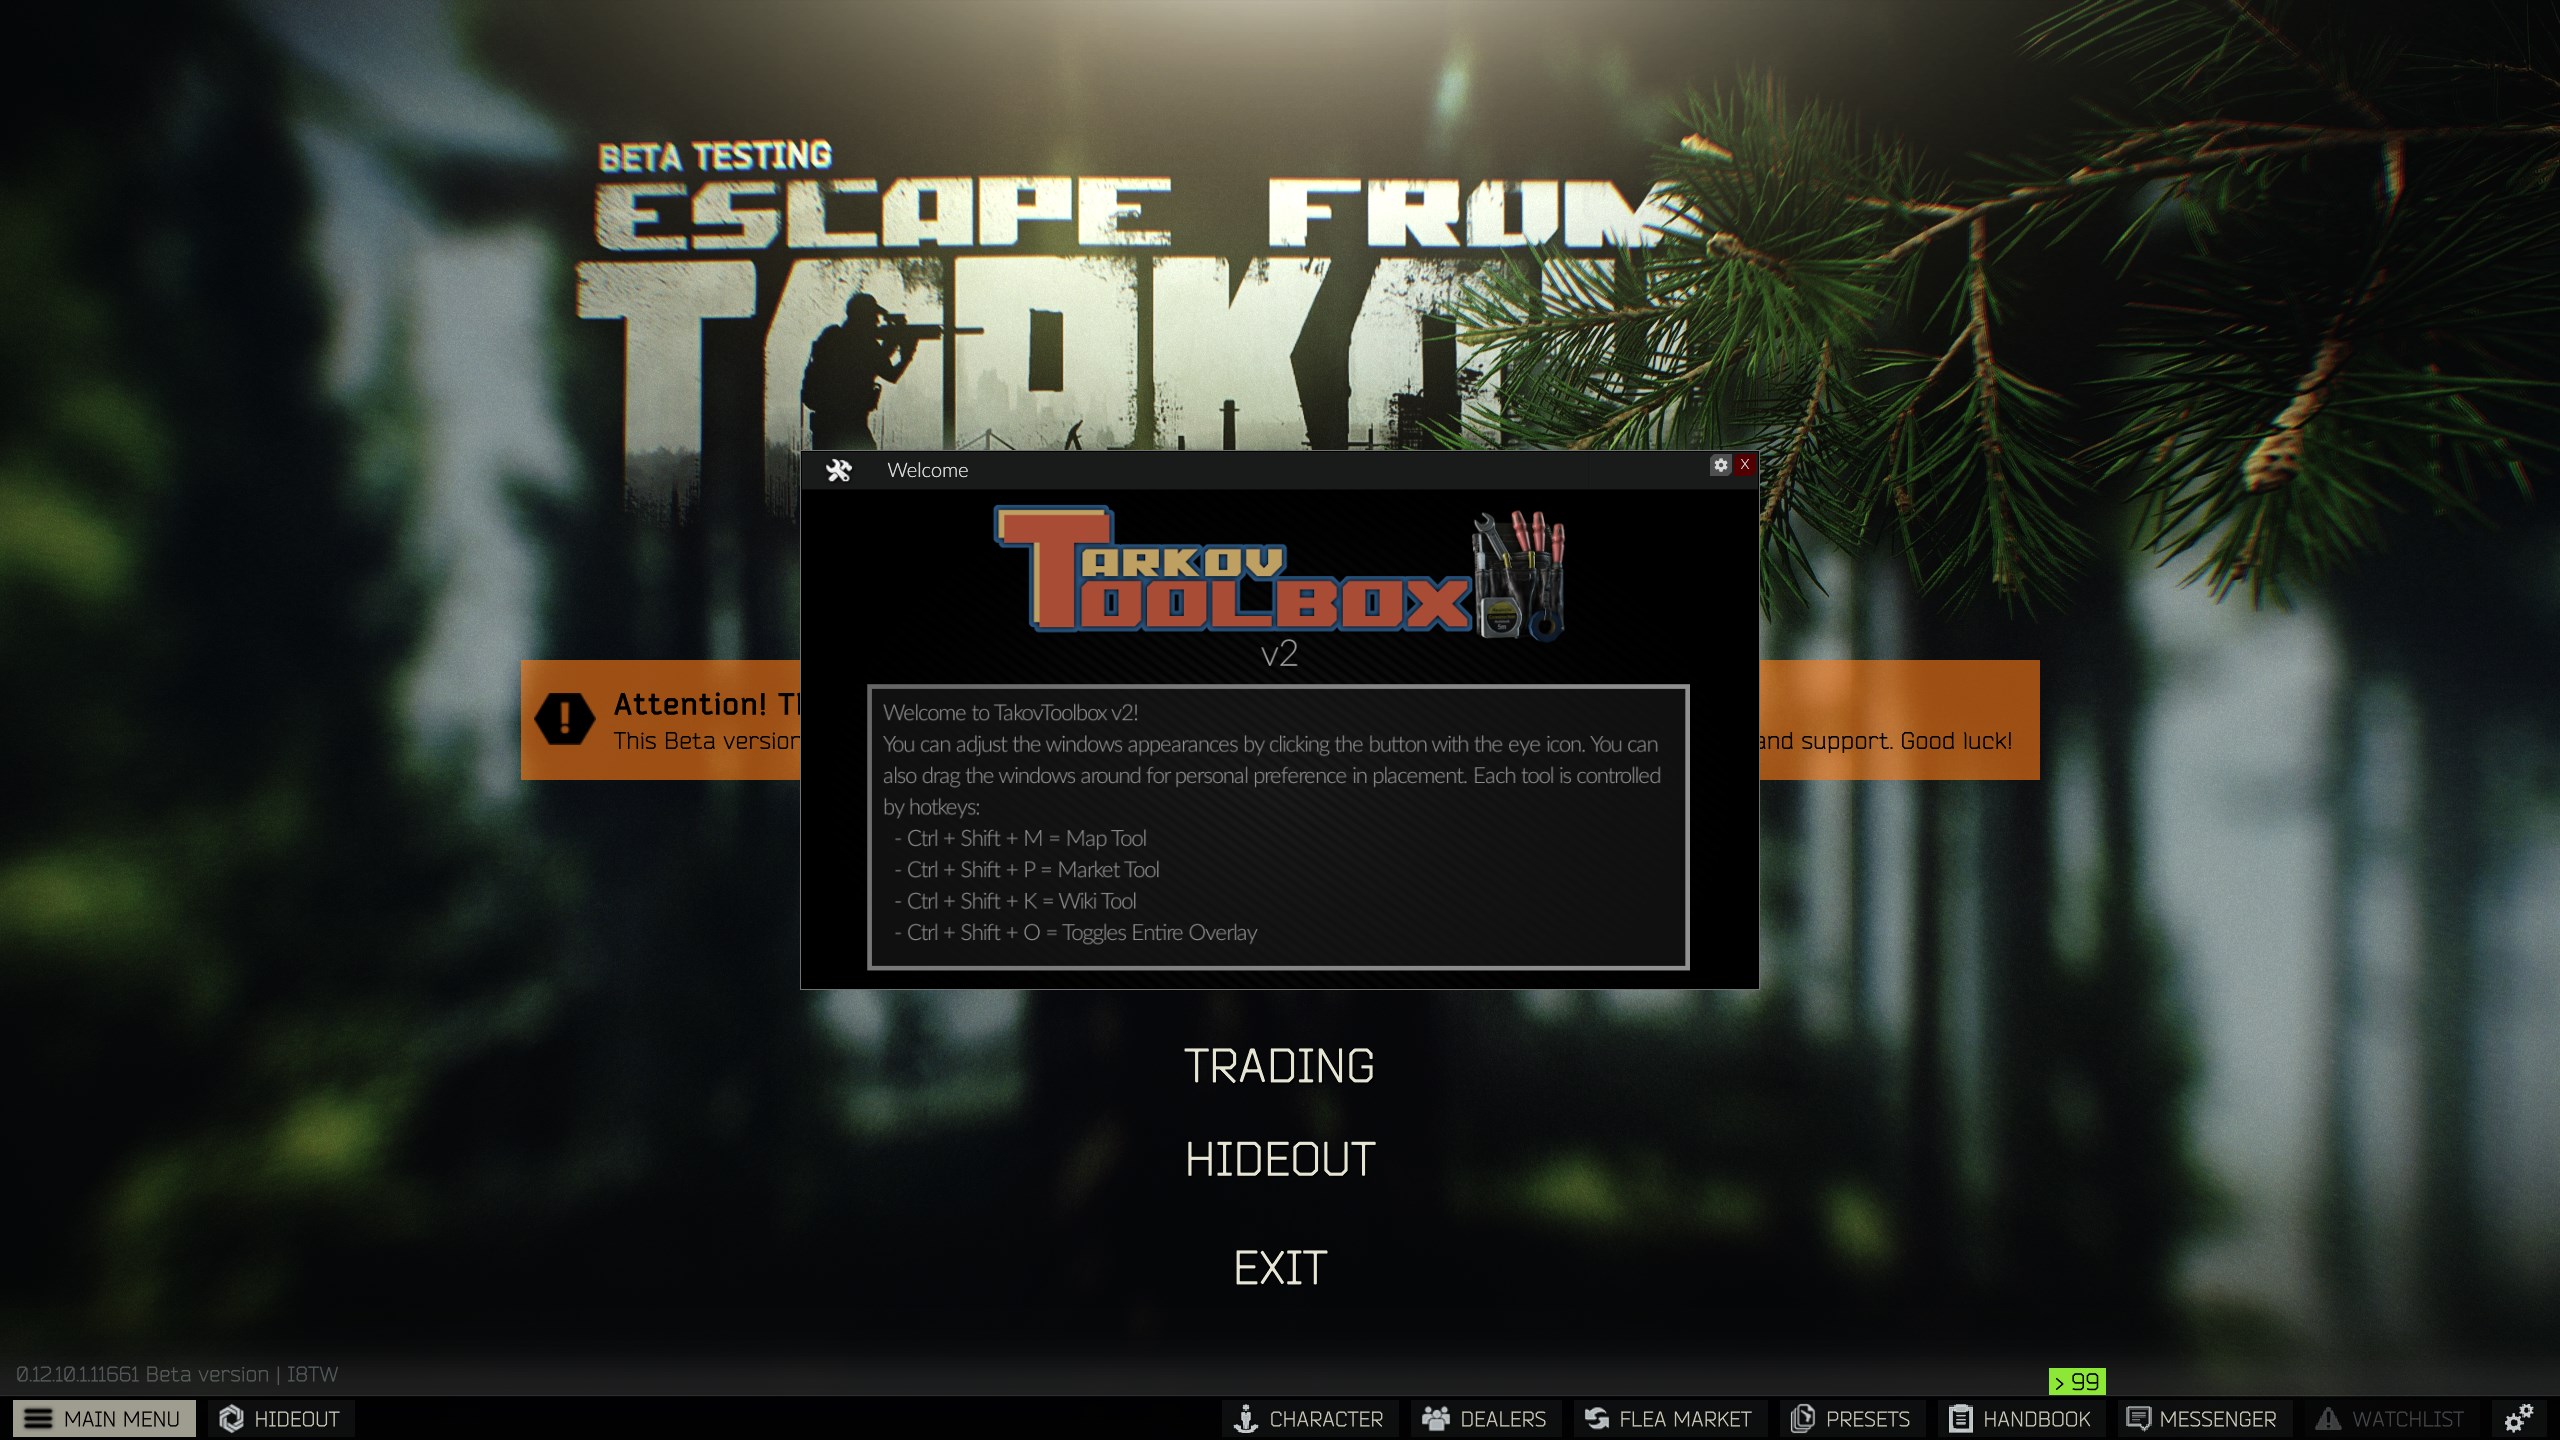 BETA TESTING
ESCAPE FROM
Welcome
X
TARKOV
TOOLBOX
v2
Attention!
This Beta version
and support. Good luck!
Welcome to TakovToolbox v2!
You can adjust the windows appearances by clicking the button with the eye icon. You can
also drag the windows around for personal preference in placement. Each tool is controlled
by hotkeys:
- Ctrl + Shift + M = Map Tool
- Ctrl + Shift + P = Market Tool
- Ctrl + Shift + K = Wiki Tool
- Ctrl + Shift + O = Toggles Entire Overlay
TRADING
HIDEOUT
EXIT
0.12.10.1.11661 Beta version | I8TW
> 99
MAIN MENU
HIDEOUT
CHARACTER
DEALERS
FLEA MARKET
PRESETS
HANDBOOK
MESSENGER
WATCHLIST